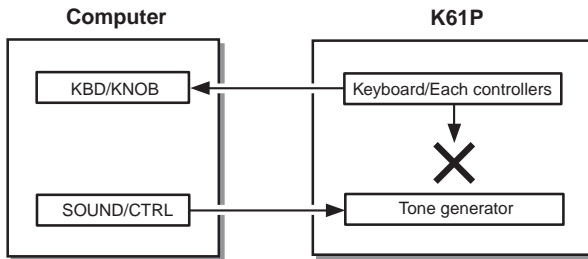 Computer
K61P
KBD/KNOB
Keyboard/Each controllers
SOUND/CTRL
Tone generator